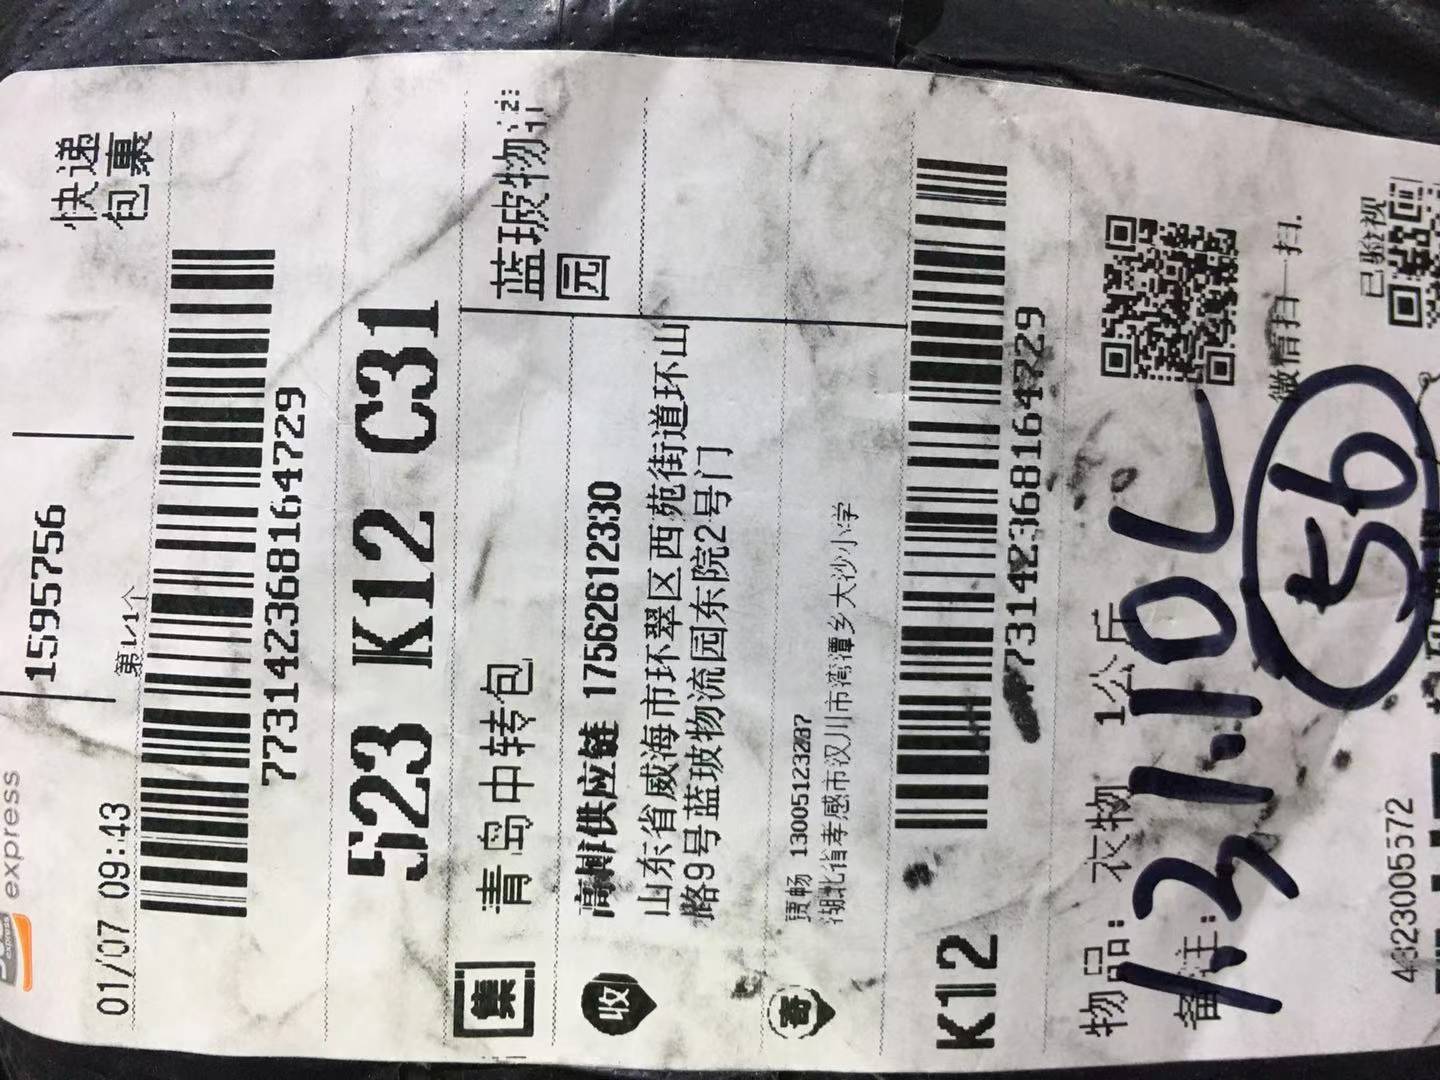 express
1595756
快递
包裹
01/07 09:43
第1/1个
773142368164729
523 K12 C31
集
青岛中转包
蓝玻物
园
收
高博供应链 17562612330
山东省威海市环翠区西苑街道环山
路9号蓝玻物流园东院2号门
寄
贾畅 13005123287
湖北省孝感市汉川市湾潭乡大沙小学
K12
773142368164729
物品: 衣物 1公斤
备注:
微信扫一扫
已验视
56
4323005572